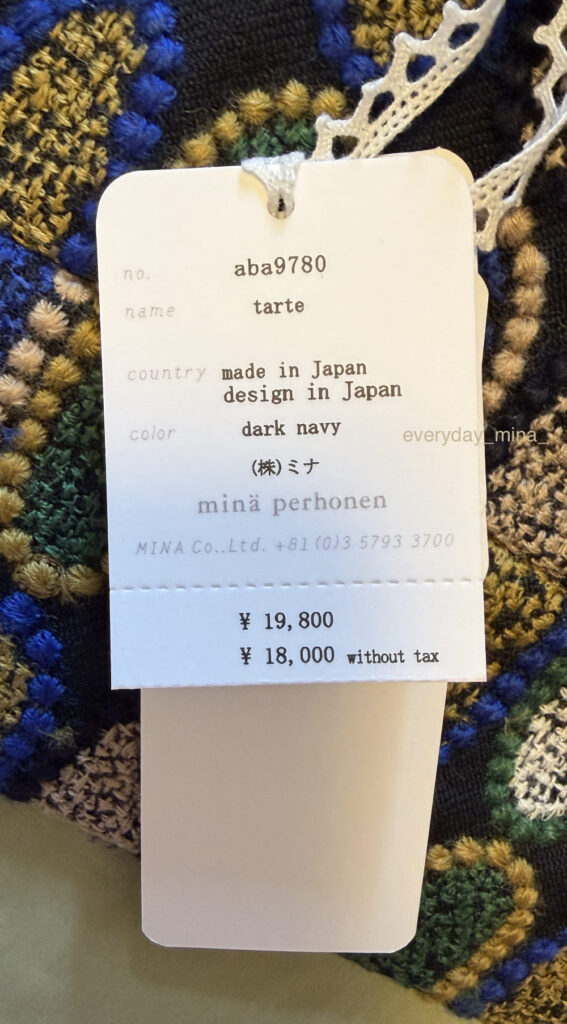 no. aba9780
name tarte
country made in Japan
design in Japan
color dark navy
everyday_mina_
(株)ミナ
minä perhonen
MINA Co.,Ltd. +81(0)3 5793 3700
¥ 19,800
¥ 18,000 without tax